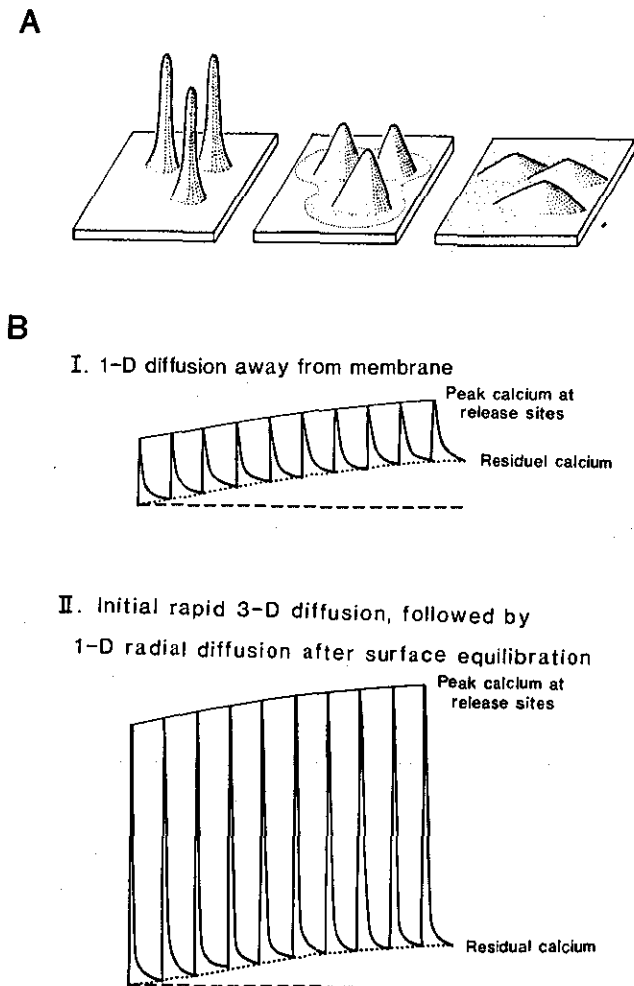 A
B
I. 1-D diffusion away from membrane
Peak calcium at
release sites
Residuel calcium
II. Initial rapid 3-D diffusion, followed by
1-D radial diffusion after surface equilibration
Peak calcium at
release sites
Residual calcium